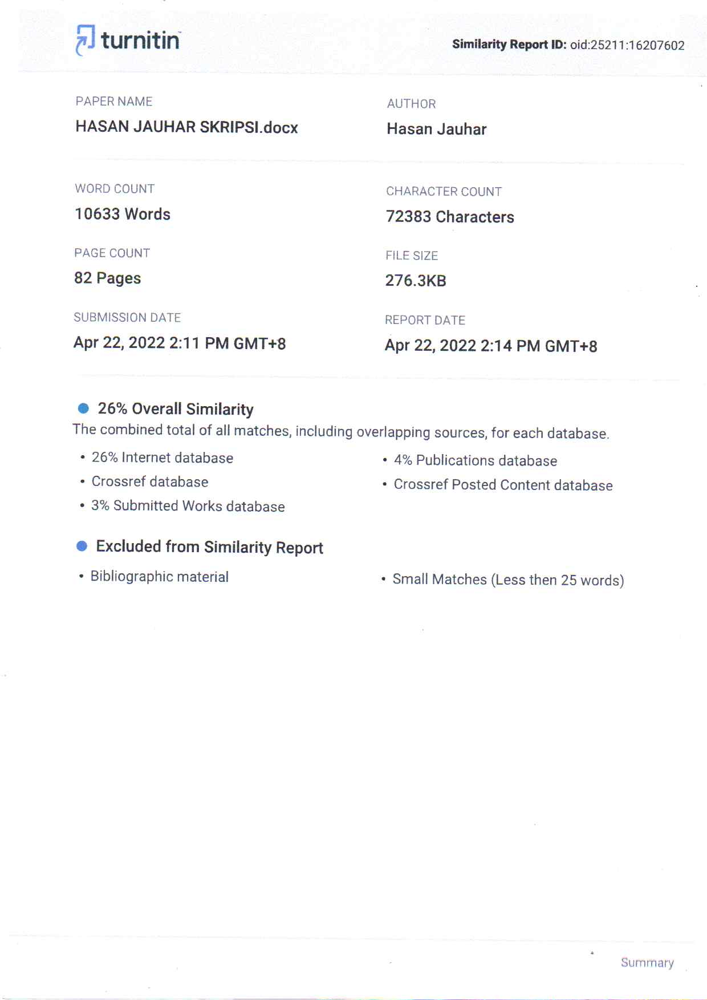 turnitin
Similarity Report ID: oid:25211:16207602
PAPER NAME
AUTHOR
HASAN JAUHAR SKRIPSI.docx
Hasan Jauhar
WORD COUNT
CHARACTER COUNT
10633 Words
72383 Characters
PAGE COUNT
FILE SIZE
82 Pages
276.3KB
SUBMISSION DATE
REPORT DATE
Apr 22, 2022 2:11 PM GMT+8
Apr 22, 2022 2:14 PM GMT+8
● 26% Overall Similarity
The combined total of all matches, including overlapping sources, for each database.
• 26% Internet database
• 4% Publications database
• Crossref database
• Crossref Posted Content database
• 3% Submitted Works database
● Excluded from Similarity Report
• Bibliographic material
• Small Matches (Less then 25 words)
Summary